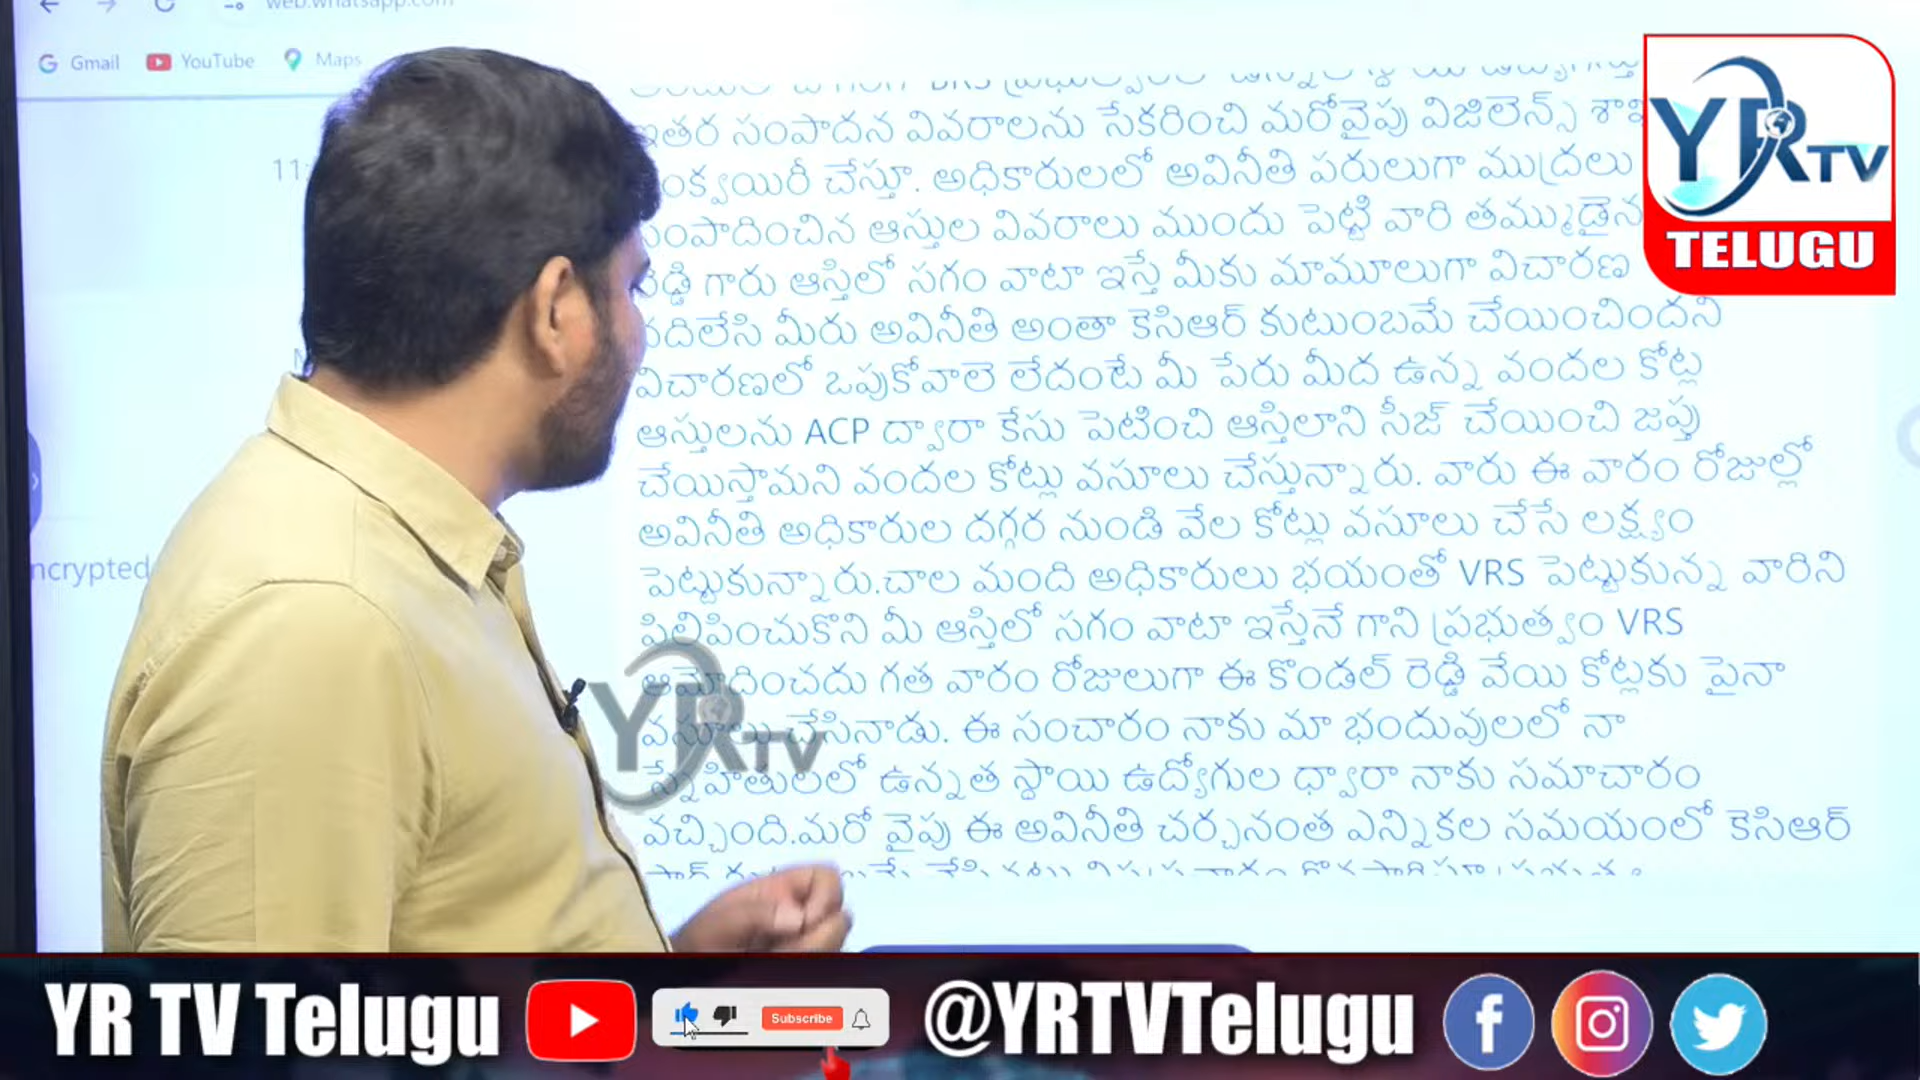 web.whatsapp.com
Gmail YouTube Maps
ఇతర సంపాదన వివరాలను సేకరించి మరోవైపు విజిలెన్స్
చేస్తూ. అధికారులలో అవినీతి పరులుగా ముద్రలు
ఆస్తుల వివరాలు ముందు పెట్టి వారి తమ్ముడైన
రెడ్డి గారు ఆస్తిలో సగం వాటా ఇస్తే మీకు మామూలుగా విచారణ
వదిలేసి మీరు అవినీతి అంతా కెసిఆర్ కుటుంబమే చేయించిందని
విచారణలో ఒపుకోవాలె లేదంటే మీ పేరు మీద ఉన్న వందల కోట్ల
ఆస్తులను ACP ద్వారా కేసు పెటించి ఆస్తిలాని సీజ్ చేయించి జప్తు
చేయిస్తామని వందల కోట్లు వసూలు చేస్తున్నారు. వారు ఈ వారం రోజుల్లో
అవినీతి అధికారుల దగ్గర నుండి వేల కోట్లు వసూలు చేసే లక్ష్యం
పెట్టుకున్నారు.చాల మంది అధికారులు భయంతో VRS పెట్టుకున్న వారిని
పిలిపించుకొని మీ ఆస్తిలో సగం వాటా ఇస్తేనే గాని ప్రభుత్వం VRS
ఆమోదించదు గత వారం రోజులుగా ఈ కొండల్ రెడ్డి వేయి కోట్లకు పైనా
వసూలు చేసినాడు. ఈ సంచారం నాకు మా భందువులలో నా
స్నేహితులలో ఉన్నత స్థాయి ఉద్యోగుల ధ్వారా నాకు సమాచారం
వచ్చింది.మరో వైపు ఈ అవినీతి చర్చనంత ఎన్నికల సమయంలో కెసిఆర్
ncrypted
YR TV
TELUGU
YR TV
YR TV Telugu Subscribe @YRTVTelugu